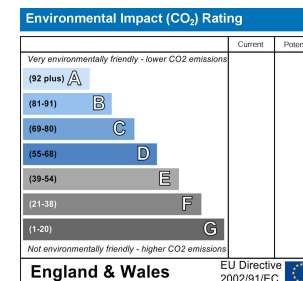 Environmental Impact (CO₂) Rating
Current
Very environmentally friendly - lower CO2 emissions
(92 plus) A
(81-91) B
(69-80) C
(55-68) D
(39-54) E
(21-38) F
(1-20) G
Not environmentally friendly - higher CO2 emissions
England & Wales
EU Directive
2002/91/EC